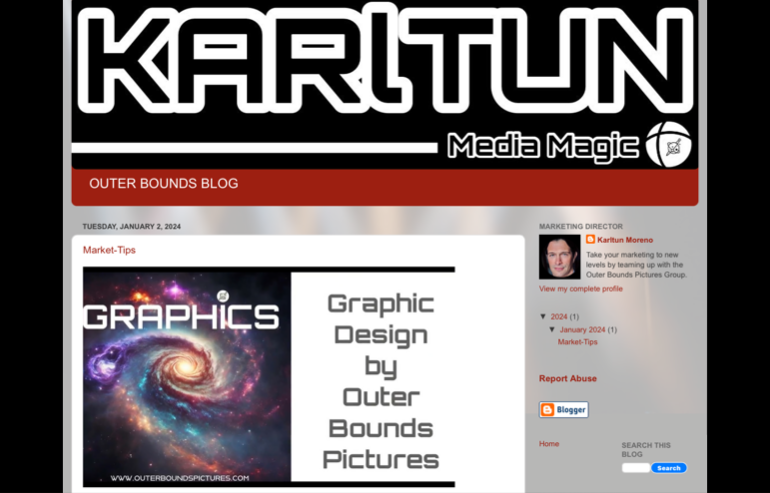 KARlTUN
Media Magic
OUTER BOUNDS BLOG
TUESDAY, JANUARY 2, 2024
Market-Tips
GRAPHICS
WWW.OUTERBOUNDSPICTURES.COM
Graphic
Design
by
Outer
Bounds
Pictures
MARKETING DIRECTOR
Karltun Moreno
Take your marketing to new
levels by teaming up with the
Outer Bounds Pictures Group.
View my complete profile
▼ 2024 (1)
▼ January 2024 (1)
Market-Tips
Report Abuse
Blogger
Home
SEARCH THIS
BLOG
Search